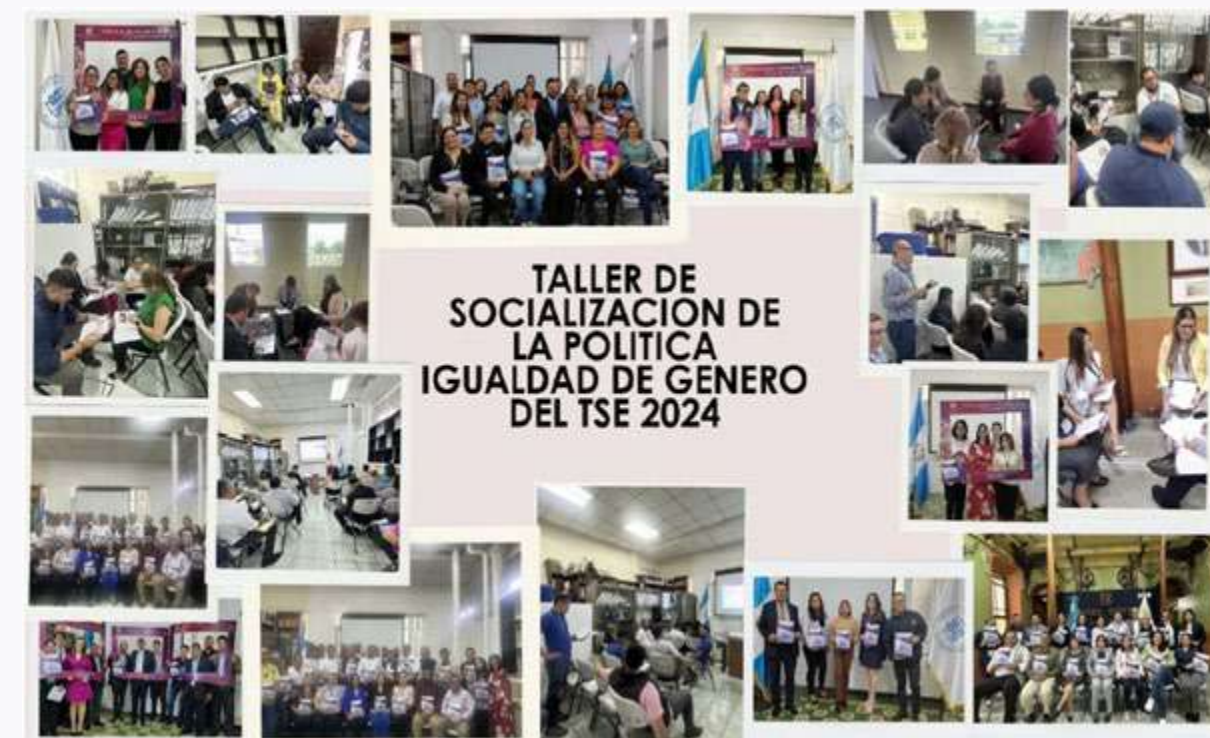 TALLER DE
SOCIALIZACION DE
LA POLITICA
IGUALDAD DE GENERO
DEL TSE 2024